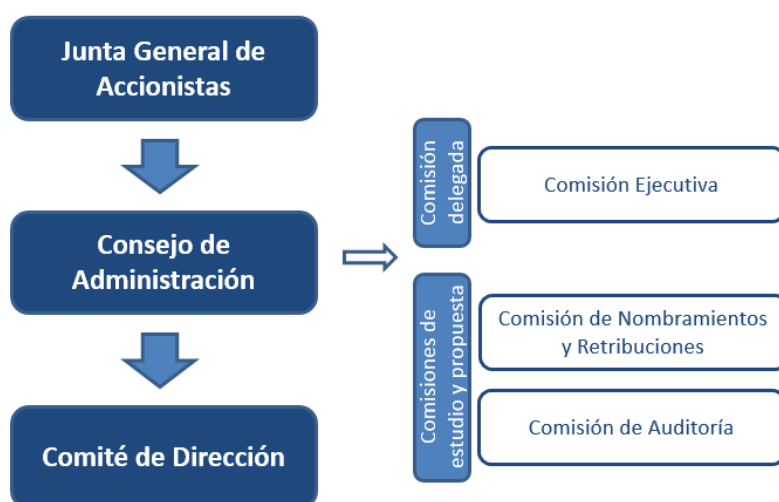 Junta General de
Accionistas
Consejo de
Administración
Comité de Dirección
Comisión
delegada
Comisión Ejecutiva
Comisiones de
estudio y propuesta
Comisión de Nombramientos
y Retribuciones
Comisión de Auditoría